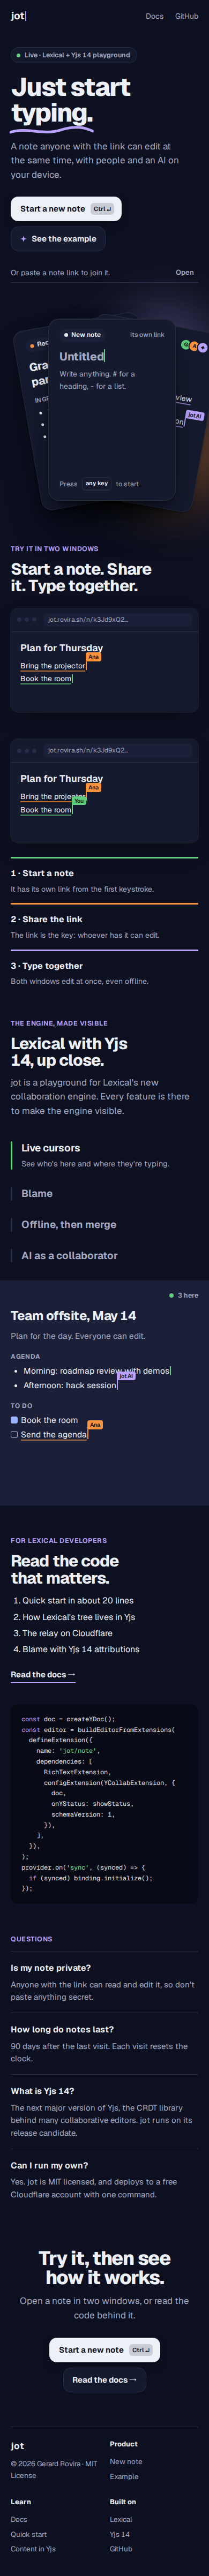 jot
Docs GitHub
Live · Lexical + Yjs 14 playground
Just start
typing.
A note anyone with the link can edit at
the same time, with people and an AI on
your device.
Start a new note Ctrl ↵
See the example
Or paste a note link to join it. Open
New note its own link
Untitled
Write anything. # for a
heading, - for a list.
view
jot AI
Press any key to start
TRY IT IN TWO WINDOWS
Start a note. Share
it. Type together.
jot.rovira.sh/n/k3Jd9xQ2…
Plan for Thursday
Ana
Bring the projector
Book the room
jot.rovira.sh/n/k3Jd9xQ2…
Plan for Thursday
Ana
Bring the projector
You
Book the room
1 · Start a note
It has its own link from the first keystroke.
2 · Share the link
The link is the key: whoever has it can edit.
3 · Type together
Both windows edit at once, even offline.
THE ENGINE, MADE VISIBLE
Lexical with Yjs
14, up close.
jot is a playground for Lexical's new
collaboration engine. Every feature is there
to make the engine visible.
Live cursors
See who's here and where they're typing.
Blame
Offline, then merge
AI as a collaborator
3 here
Team offsite, May 14
Plan for the day. Everyone can edit.
AGENDA
• Morning: roadmap review with demos
jot AI
• Afternoon: hack session
TO DO
Book the room
Ana
Send the agenda
FOR LEXICAL DEVELOPERS
Read the code
that matters.
1. Quick start in about 20 lines
2. How Lexical's tree lives in Yjs
3. The relay on Cloudflare
4. Blame with Yjs 14 attributions
Read the docs →
const doc = createYDoc();
const editor = buildEditorFromExtensions(
defineExtension({
name: 'jot/note',
dependencies: [
RichTextExtension,
configExtension(YCollabExtension, {
doc,
onYStatus: showStatus,
schemaVersion: 1,
}),
],
}),
);
provider.on('sync', (synced) => {
if (synced) binding.initialize();
});
QUESTIONS
Is my note private?
Anyone with the link can read and edit it, so don't
paste anything secret.
How long do notes last?
90 days after the last visit. Each visit resets the
clock.
What is Yjs 14?
The next major version of Yjs, the CRDT library
behind many collaborative editors. jot runs on its
release candidate.
Can I run my own?
Yes. jot is MIT licensed, and deploys to a free
Cloudflare account with one command.
Try it, then see
how it works.
Open a note in two windows, or read the
code behind it.
Start a new note Ctrl ↵
Read the docs →
jot
© 2026 Gerard Rovira · MIT
License
Product
New note
Example
Learn
Docs
Quick start
Content in Yjs
Built on
Lexical
Yjs 14
GitHub